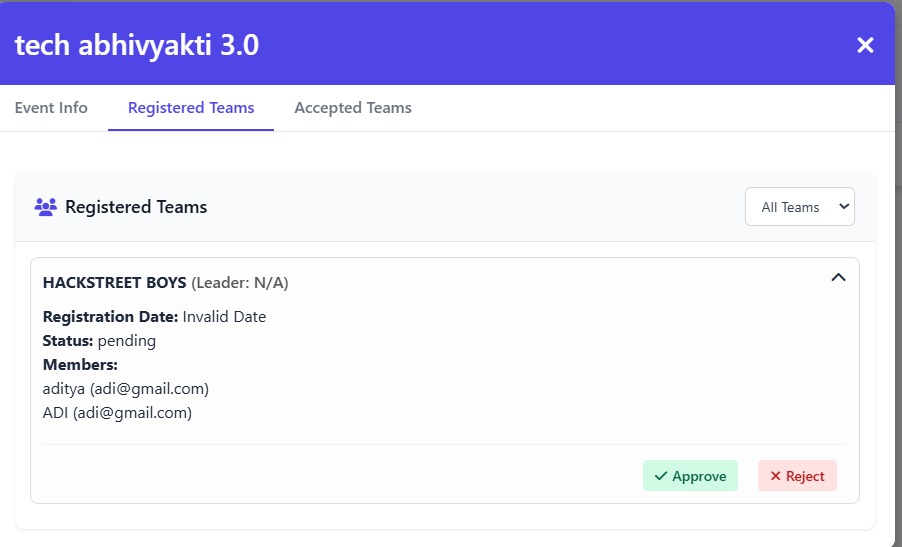 tech abhivyakti 3.0
Event Info Registered Teams Accepted Teams
Registered Teams
All Teams
HACKSTREET BOYS (Leader: N/A)
Registration Date: Invalid Date
Status: pending
Members:
aditya (adi@gmail.com)
ADI (adi@gmail.com)
Approve Reject